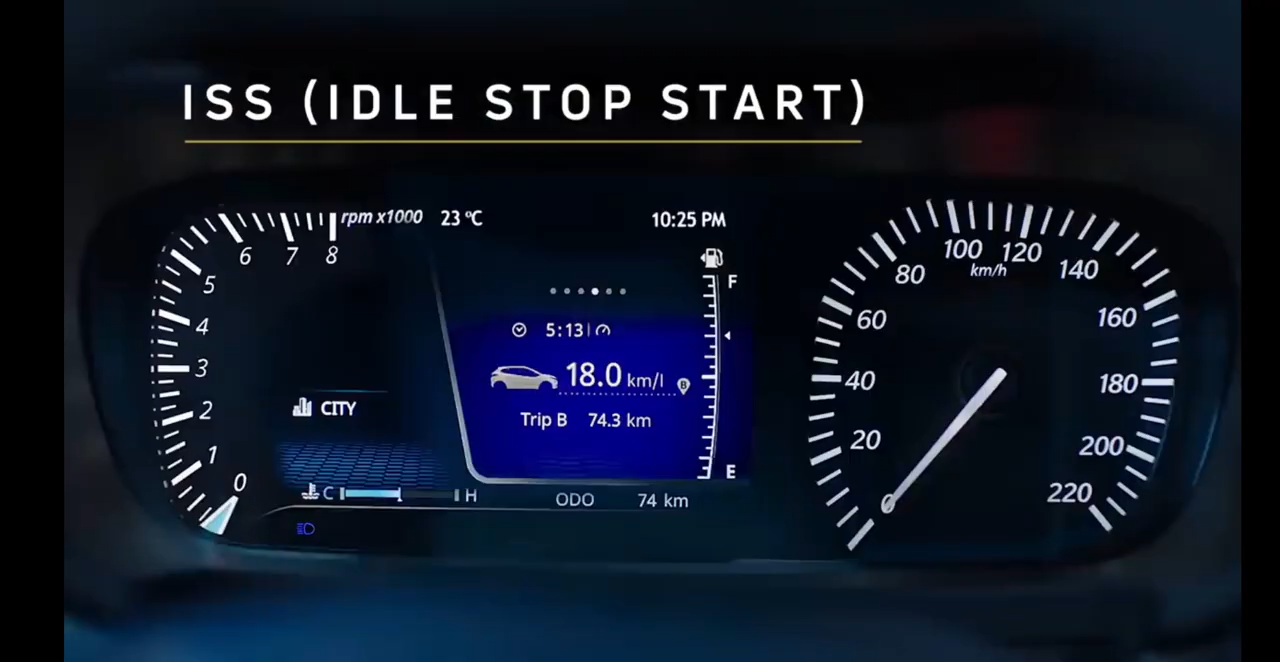 ISS (IDLE STOP START)
rpm x1000 23 ºC 10:25 PM
8
7
6
5
4
3
2
1
0
CITY
C H
5:13
18.0 km/l B
Trip B 74.3 km
ODO 74 km
F
E
0
20
40
60
80
100
120
140
160
180
200
220
km/h